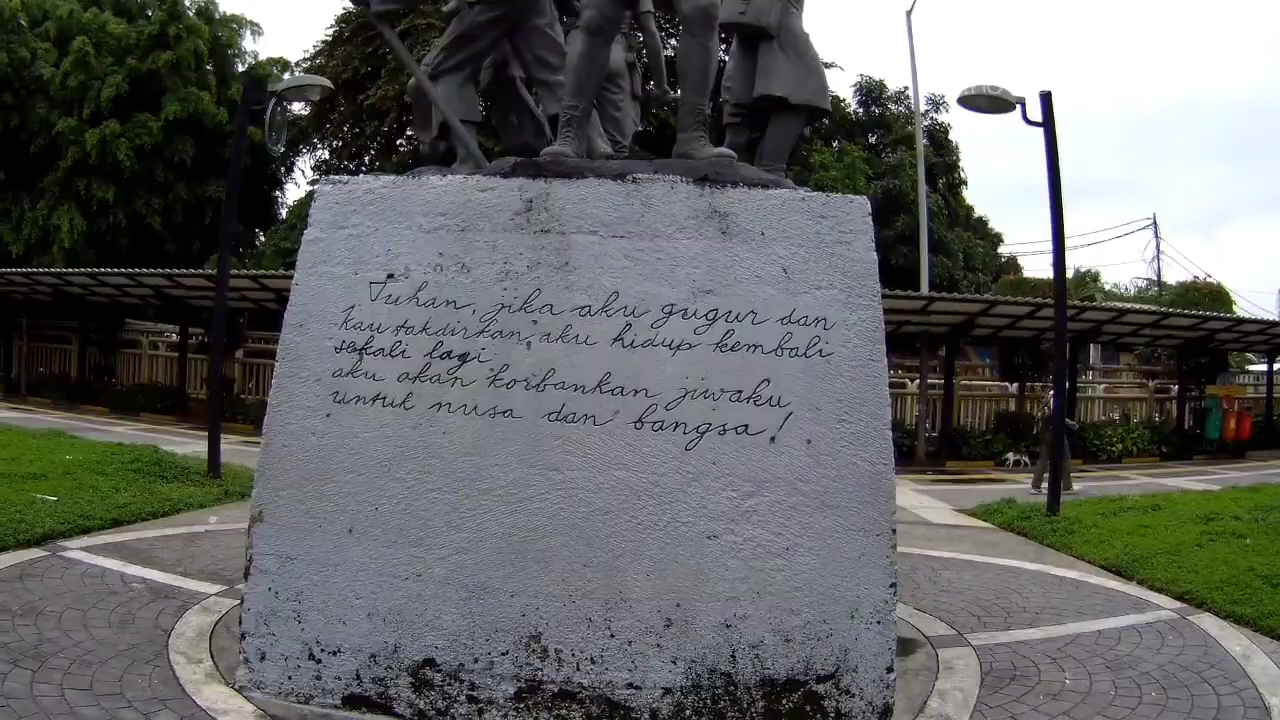 Tuhan, jika aku gugur dan
kau takdirkan aku hidup kembali
sekali lagi
aku akan korbankan jiwaku
untuk nusa dan bangsa!